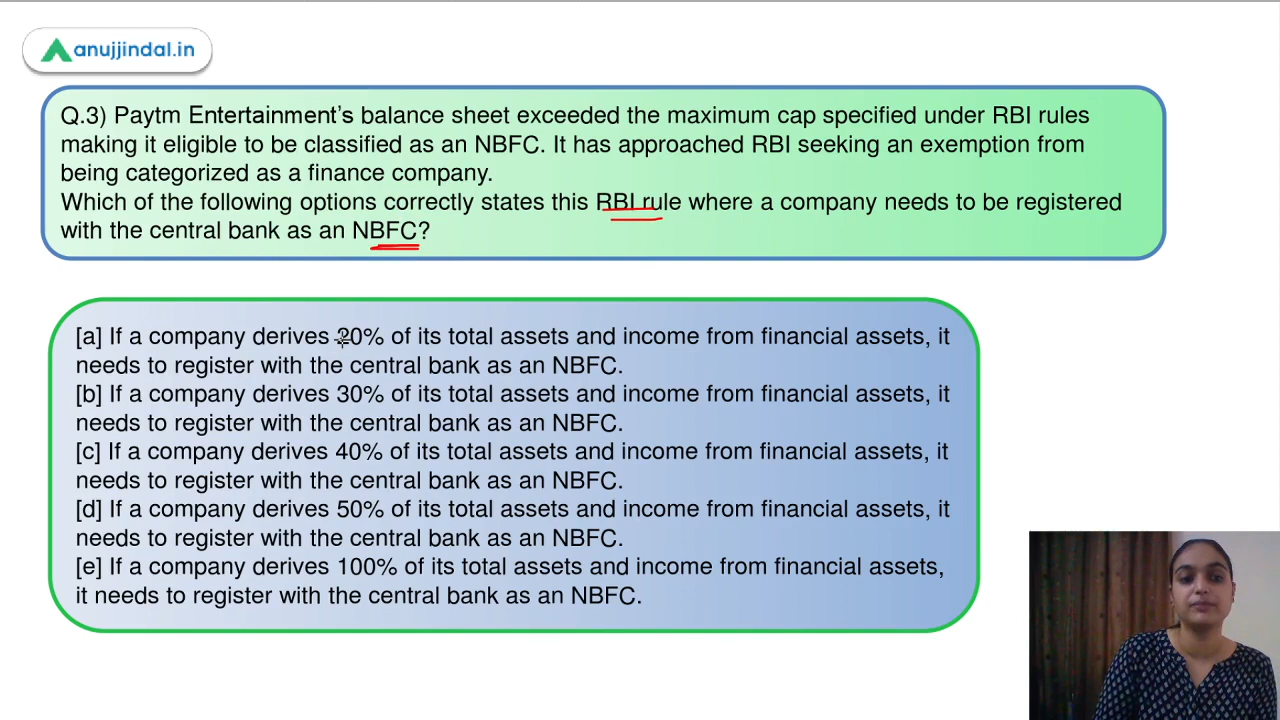 anujjindal.in
Q.3) Paytm Entertainment's balance sheet exceeded the maximum cap specified under RBI rules
making it eligible to be classified as an NBFC. It has approached RBI seeking an exemption from
being categorized as a finance company.
Which of the following options correctly states this RBI rule where a company needs to be registered
with the central bank as an NBFC?
[a] If a company derives 20% of its total assets and income from financial assets, it
needs to register with the central bank as an NBFC.
[b] If a company derives 30% of its total assets and income from financial assets, it
needs to register with the central bank as an NBFC.
[c] If a company derives 40% of its total assets and income from financial assets, it
needs to register with the central bank as an NBFC.
[d] If a company derives 50% of its total assets and income from financial assets, it
needs to register with the central bank as an NBFC.
[e] If a company derives 100% of its total assets and income from financial assets,
it needs to register with the central bank as an NBFC.